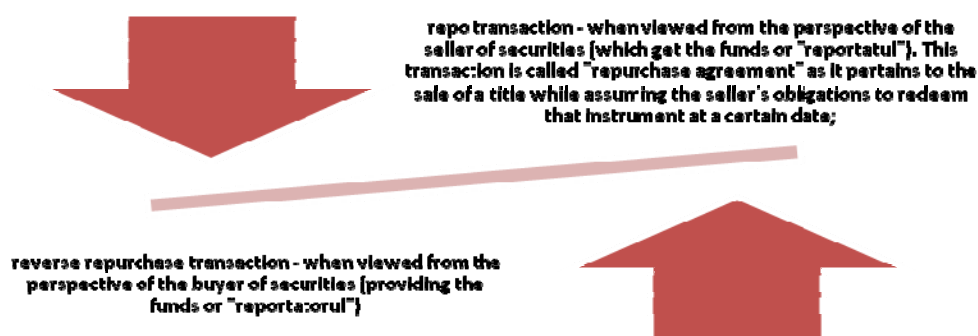 repo transaction - when viewed from the perspective of the
seller of securities (which get the funds or "reportatul"). This
transaction is called "repurchase agreement" as it pertains to the
sale of a title while assuming the seller's obligations to redeem
that instrument at a certain date;
reverse repurchase transaction - when viewed from the
perspective of the buyer of securities (providing the
funds or "reportatorul")